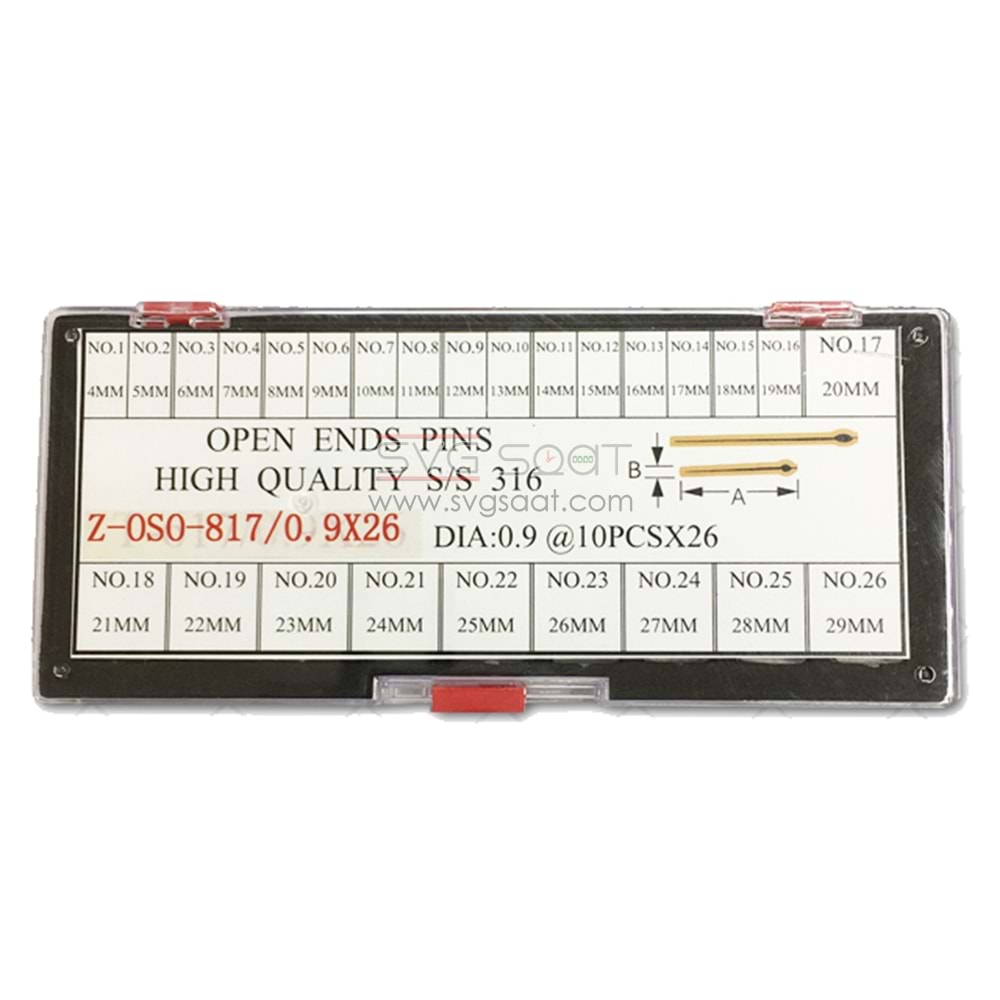 NO.1 NO.2 NO.3 NO.4 NO.5 NO.6 NO.7 NO.8 NO.9 NO.10 NO.11 NO.12 NO.13 NO.14 NO.15 NO.16 NO.17
4MM 5MM 6MM 7MM 8MM 9MM 10MM 11MM 12MM 13MM 14MM 15MM 16MM 17MM 18MM 19MM 20MM
OPEN ENDS PINS
HIGH QUALITY S/S 316
SVG SaaT
www.svgsaat.com
B
A
Z-OSO-817/0.9X26 DIA:0.9 @10PCSX26
NO.18 NO.19 NO.20 NO.21 NO.22 NO.23 NO.24 NO.25 NO.26
21MM 22MM 23MM 24MM 25MM 26MM 27MM 28MM 29MM